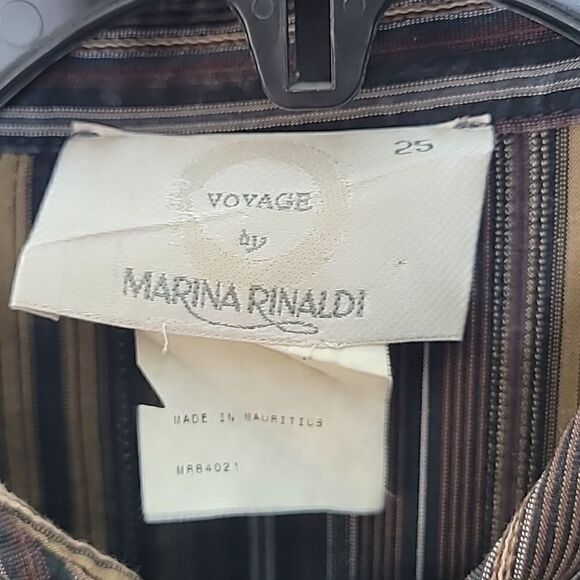 25
VOYAGE
by
MARINA RINALDI
MADE IN MAURITIUS
MR84021